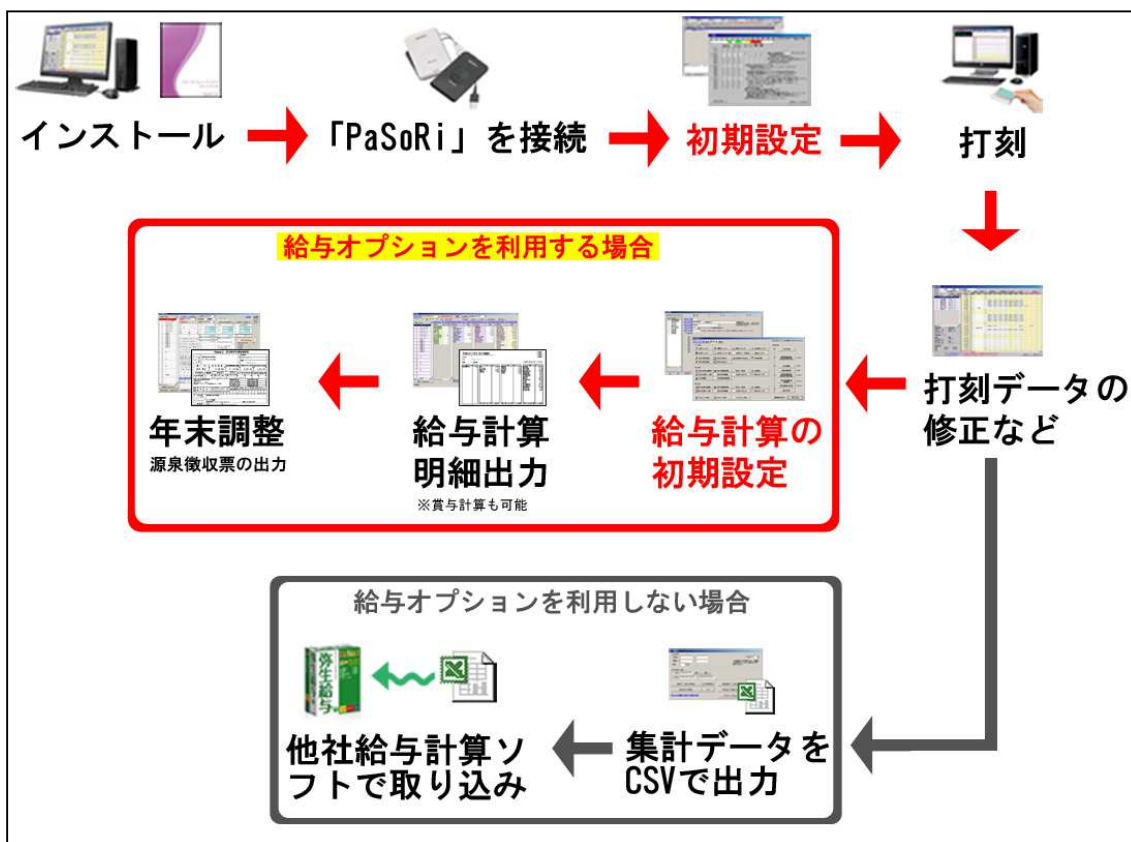 インストール
「PaSoRi」を接続
初期設定
打刻
打刻データの
修正など
給与オプションを利用する場合
給与計算の
初期設定
給与計算
明細出力
※賞与計算も可能
年末調整
源泉徴収票の出力
給与オプションを利用しない場合
集計データを
CSVで出力
弥生給与
他社給与計算ソ
フトで取り込み